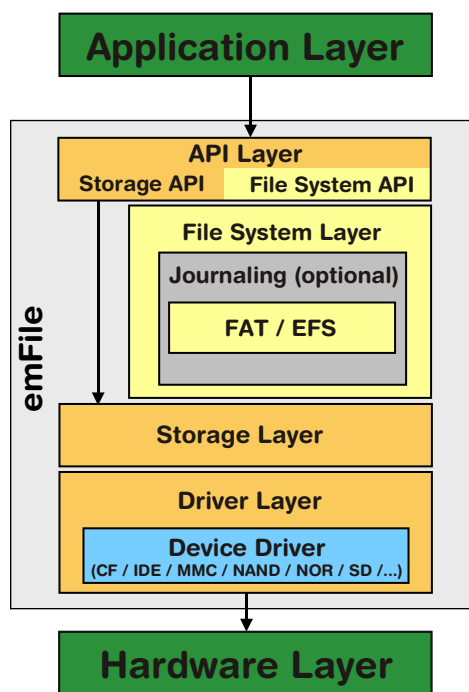 Application Layer
API Layer
Storage API
File System API
File System Layer
Journaling (optional)
FAT / EFS
emFile
Storage Layer
Driver Layer
Device Driver
(CF / IDE / MMC / NAND / NOR / SD /...)
Hardware Layer